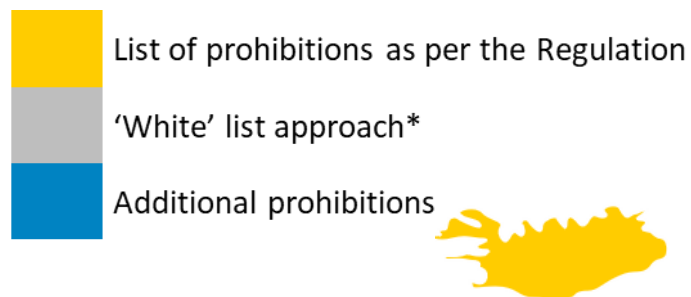 List of prohibitions as per the Regulation
‘White’ list approach*
Additional prohibitions